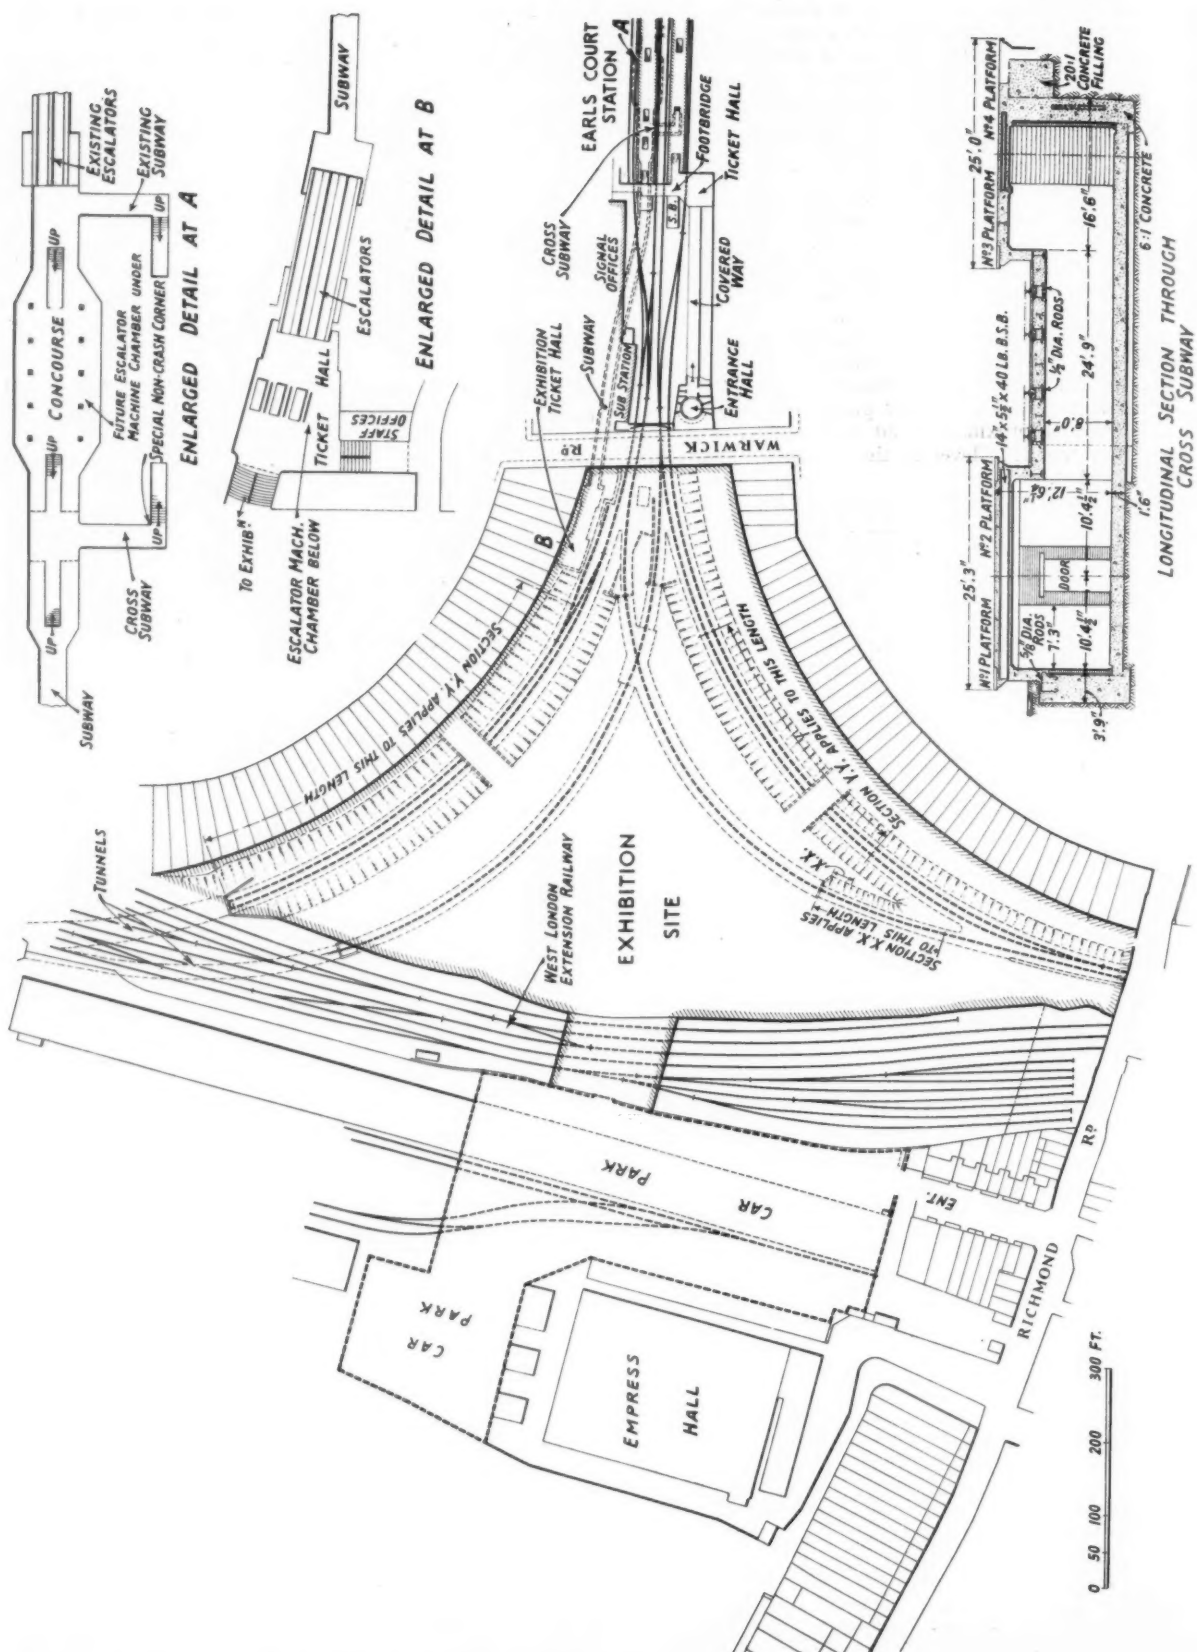 SUBWAY
CROSS
SUBWAY
UP
UP
UP
UP
UP
CONCOURSE
FUTURE ESCALATOR
MACHINE CHAMBER UNDER
SPECIAL NON-CRASH CORNER
EXISTING
ESCALATORS
EXISTING
SUBWAY
ENLARGED DETAIL AT A
TO EXHIBN
ESCALATOR MACH.
CHAMBER BELOW
TICKET HALL
STAFF
OFFICES
ESCALATORS
SUBWAY
ENLARGED DETAIL AT B
TUNNELS
SECTION Y.Y. APPLIES TO THIS LENGTH
B
EXHIBITION
TICKET HALL
SUBWAY
SUB STATION
SIGNAL
OFFICES
CROSS
SUBWAY
EARLS COURT
STATION
A
FOOTBRIDGE
TICKET HALL
S.B.
COVERED
WAY
ENTRANCE
HALL
WARWICK
RD
WEST LONDON
EXTENSION RAILWAY
EXHIBITION
SITE
SECTION X.X. APPLIES
TO THIS LENGTH
X.X.
SECTION Y.Y. APPLIES TO THIS LENGTH
CAR
PARK
CAR
PARK
EMPRESS
HALL
ENT.
RICHMOND
RD
0 50 100 200 300 FT.
25'.3"
25'.0"
No1 PLATFORM
No2 PLATFORM
No3 PLATFORM
No4 PLATFORM
14"x5½"x40 LB. B.S.B.
⅝" DIA.
RODS
½" DIA. RODS
7'.3"
DOOR
12'.6¼"
8'.0"
3'.9"
10'.4½"
10'.4½"
24'.9"
16'.6"
1'.6"
6:1 CONCRETE
20:1
CONCRETE
FILLING
LONGITUDINAL SECTION THROUGH
CROSS SUBWAY